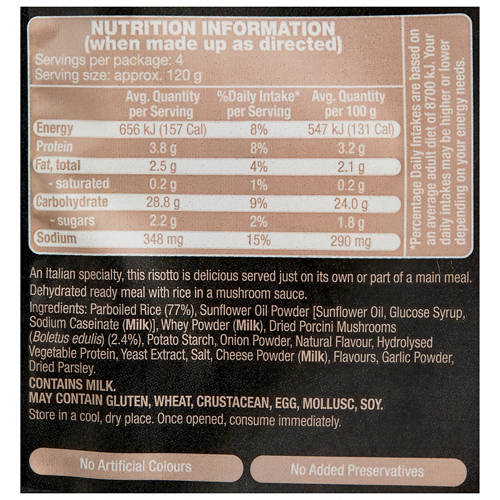 NUTRITION INFORMATION
(when made up as directed)
Servings per package: 4
Serving size: approx. 120 g
Avg. Quantity per Serving %Daily Intake* per Serving Avg. Quantity per 100 g
Energy 656 kJ (157 Cal) 8% 547 kJ (131 Cal)
Protein 3.8 g 8% 3.2 g
Fat, total 2.5 g 4% 2.1 g
- saturated 0.2 g 1% 0.2 g
Carbohydrate 28.8 g 9% 24.0 g
- sugars 2.2 g 2% 1.8 g
Sodium 348 mg 15% 290 mg
*Percentage Daily Intakes are based on
an average adult diet of 8700 kJ. Your
daily intakes may be higher or lower
depending on your energy needs.
An Italian specialty, this risotto is delicious served just on its own or part of a main meal.
Dehydrated ready meal with rice in a mushroom sauce.
Ingredients: Parboiled Rice (77%), Sunflower Oil Powder [Sunflower Oil, Glucose Syrup,
Sodium Caseinate (Milk)], Whey Powder (Milk), Dried Porcini Mushrooms
(Boletus edulis) (2.4%), Potato Starch, Onion Powder, Natural Flavour, Hydrolysed
Vegetable Protein, Yeast Extract, Salt, Cheese Powder (Milk), Flavours, Garlic Powder,
Dried Parsley.
CONTAINS MILK.
MAY CONTAIN GLUTEN, WHEAT, CRUSTACEAN, EGG, MOLLUSC, SOY.
Store in a cool, dry place. Once opened, consume immediately.
No Artificial Colours
No Added Preservatives